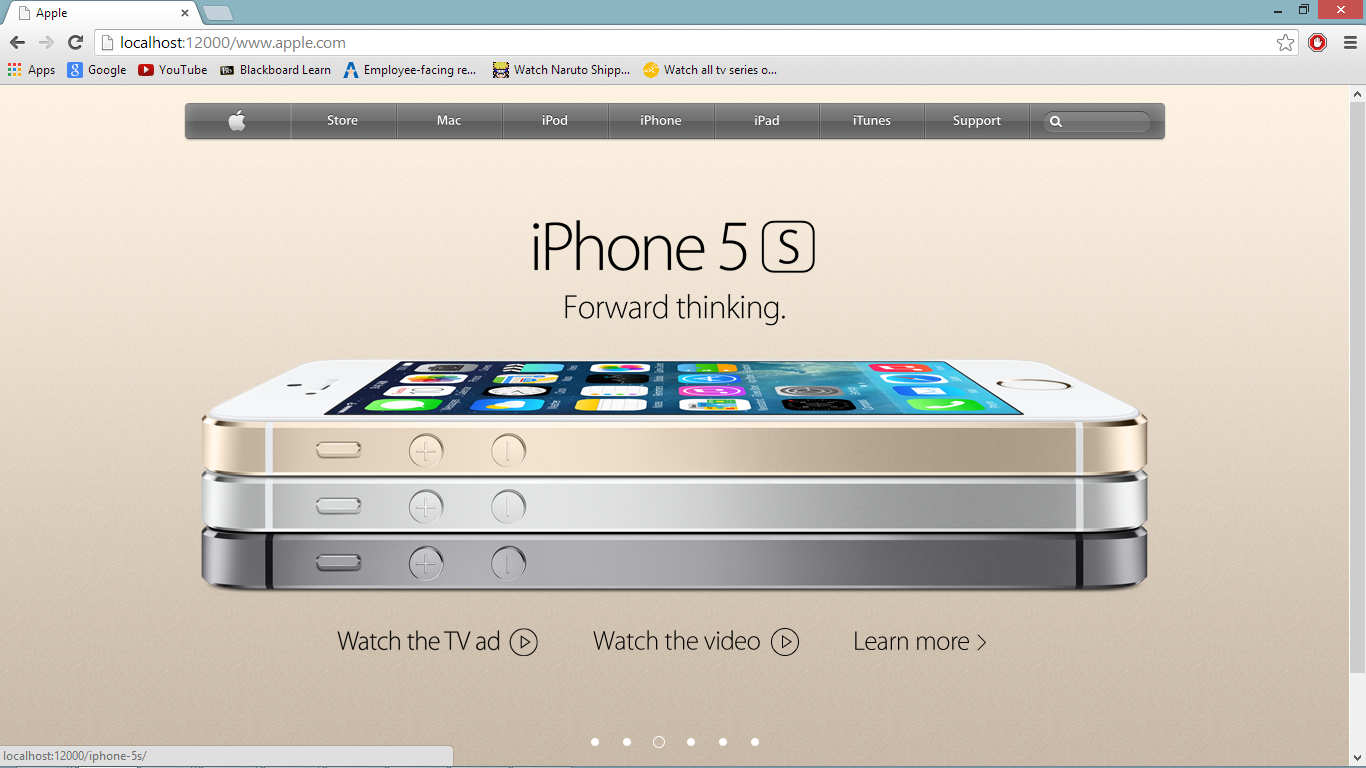 Apple
localhost:12000/www.apple.com
Apps Google YouTube Blackboard Learn Employee-facing re... Watch Naruto Shipp... Watch all tv series o...
Store Mac iPod iPhone iPad iTunes Support
iPhone 5 S
Forward thinking.
Watch the TV ad Watch the video Learn more >
localhost:12000/iphone-5s/